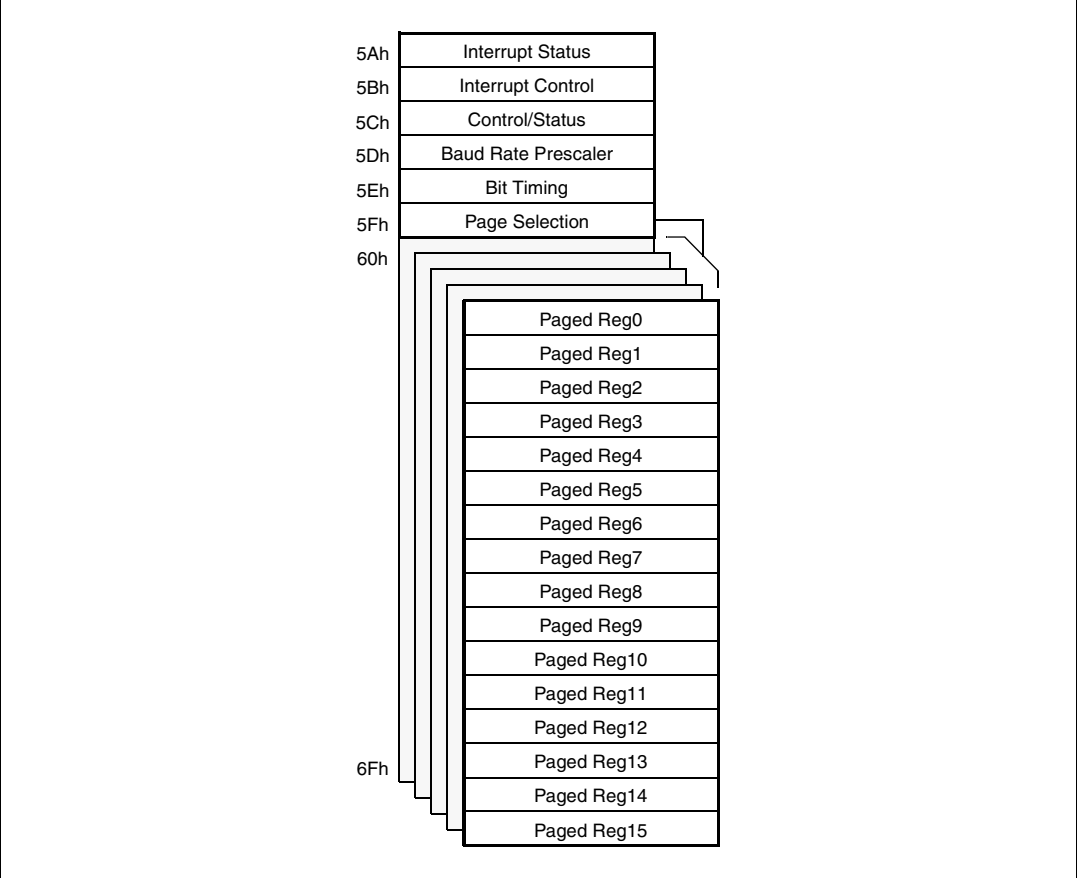 5Ah Interrupt Status
5Bh Interrupt Control
5Ch Control/Status
5Dh Baud Rate Prescaler
5Eh Bit Timing
5Fh Page Selection
60h
Paged Reg0
Paged Reg1
Paged Reg2
Paged Reg3
Paged Reg4
Paged Reg5
Paged Reg6
Paged Reg7
Paged Reg8
Paged Reg9
Paged Reg10
Paged Reg11
Paged Reg12
6Fh Paged Reg13
Paged Reg14
Paged Reg15